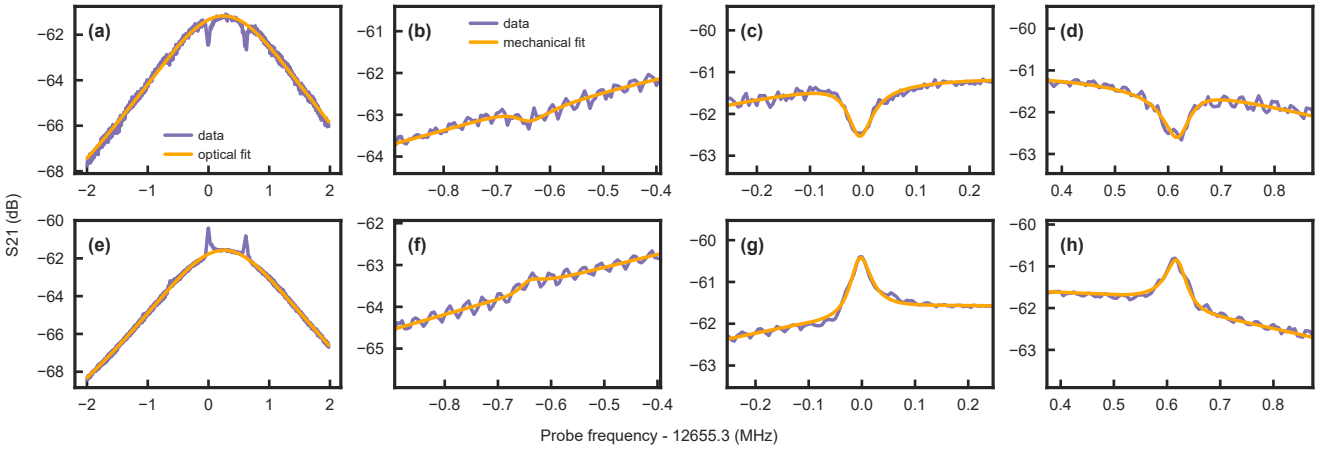 (a)
−62
−64
−66
−68
data
optical fit
−2 −1 0 1 2
(b)
data
mechanical fit
−61
−62
−63
−64
−0.8 −0.7 −0.6 −0.5 −0.4
(c)
−60
−61
−62
−63
−0.2 −0.1 0.0 0.1 0.2
(d)
−60
−61
−62
−63
0.4 0.5 0.6 0.7 0.8
S21 (dB)
(e)
−60
−62
−64
−66
−68
−2 −1 0 1 2
(f)
−62
−63
−64
−65
−0.8 −0.7 −0.6 −0.5 −0.4
(g)
−60
−61
−62
−63
−0.2 −0.1 0.0 0.1 0.2
(h)
−60
−61
−62
−63
0.4 0.5 0.6 0.7 0.8
Probe frequency - 12655.3 (MHz)